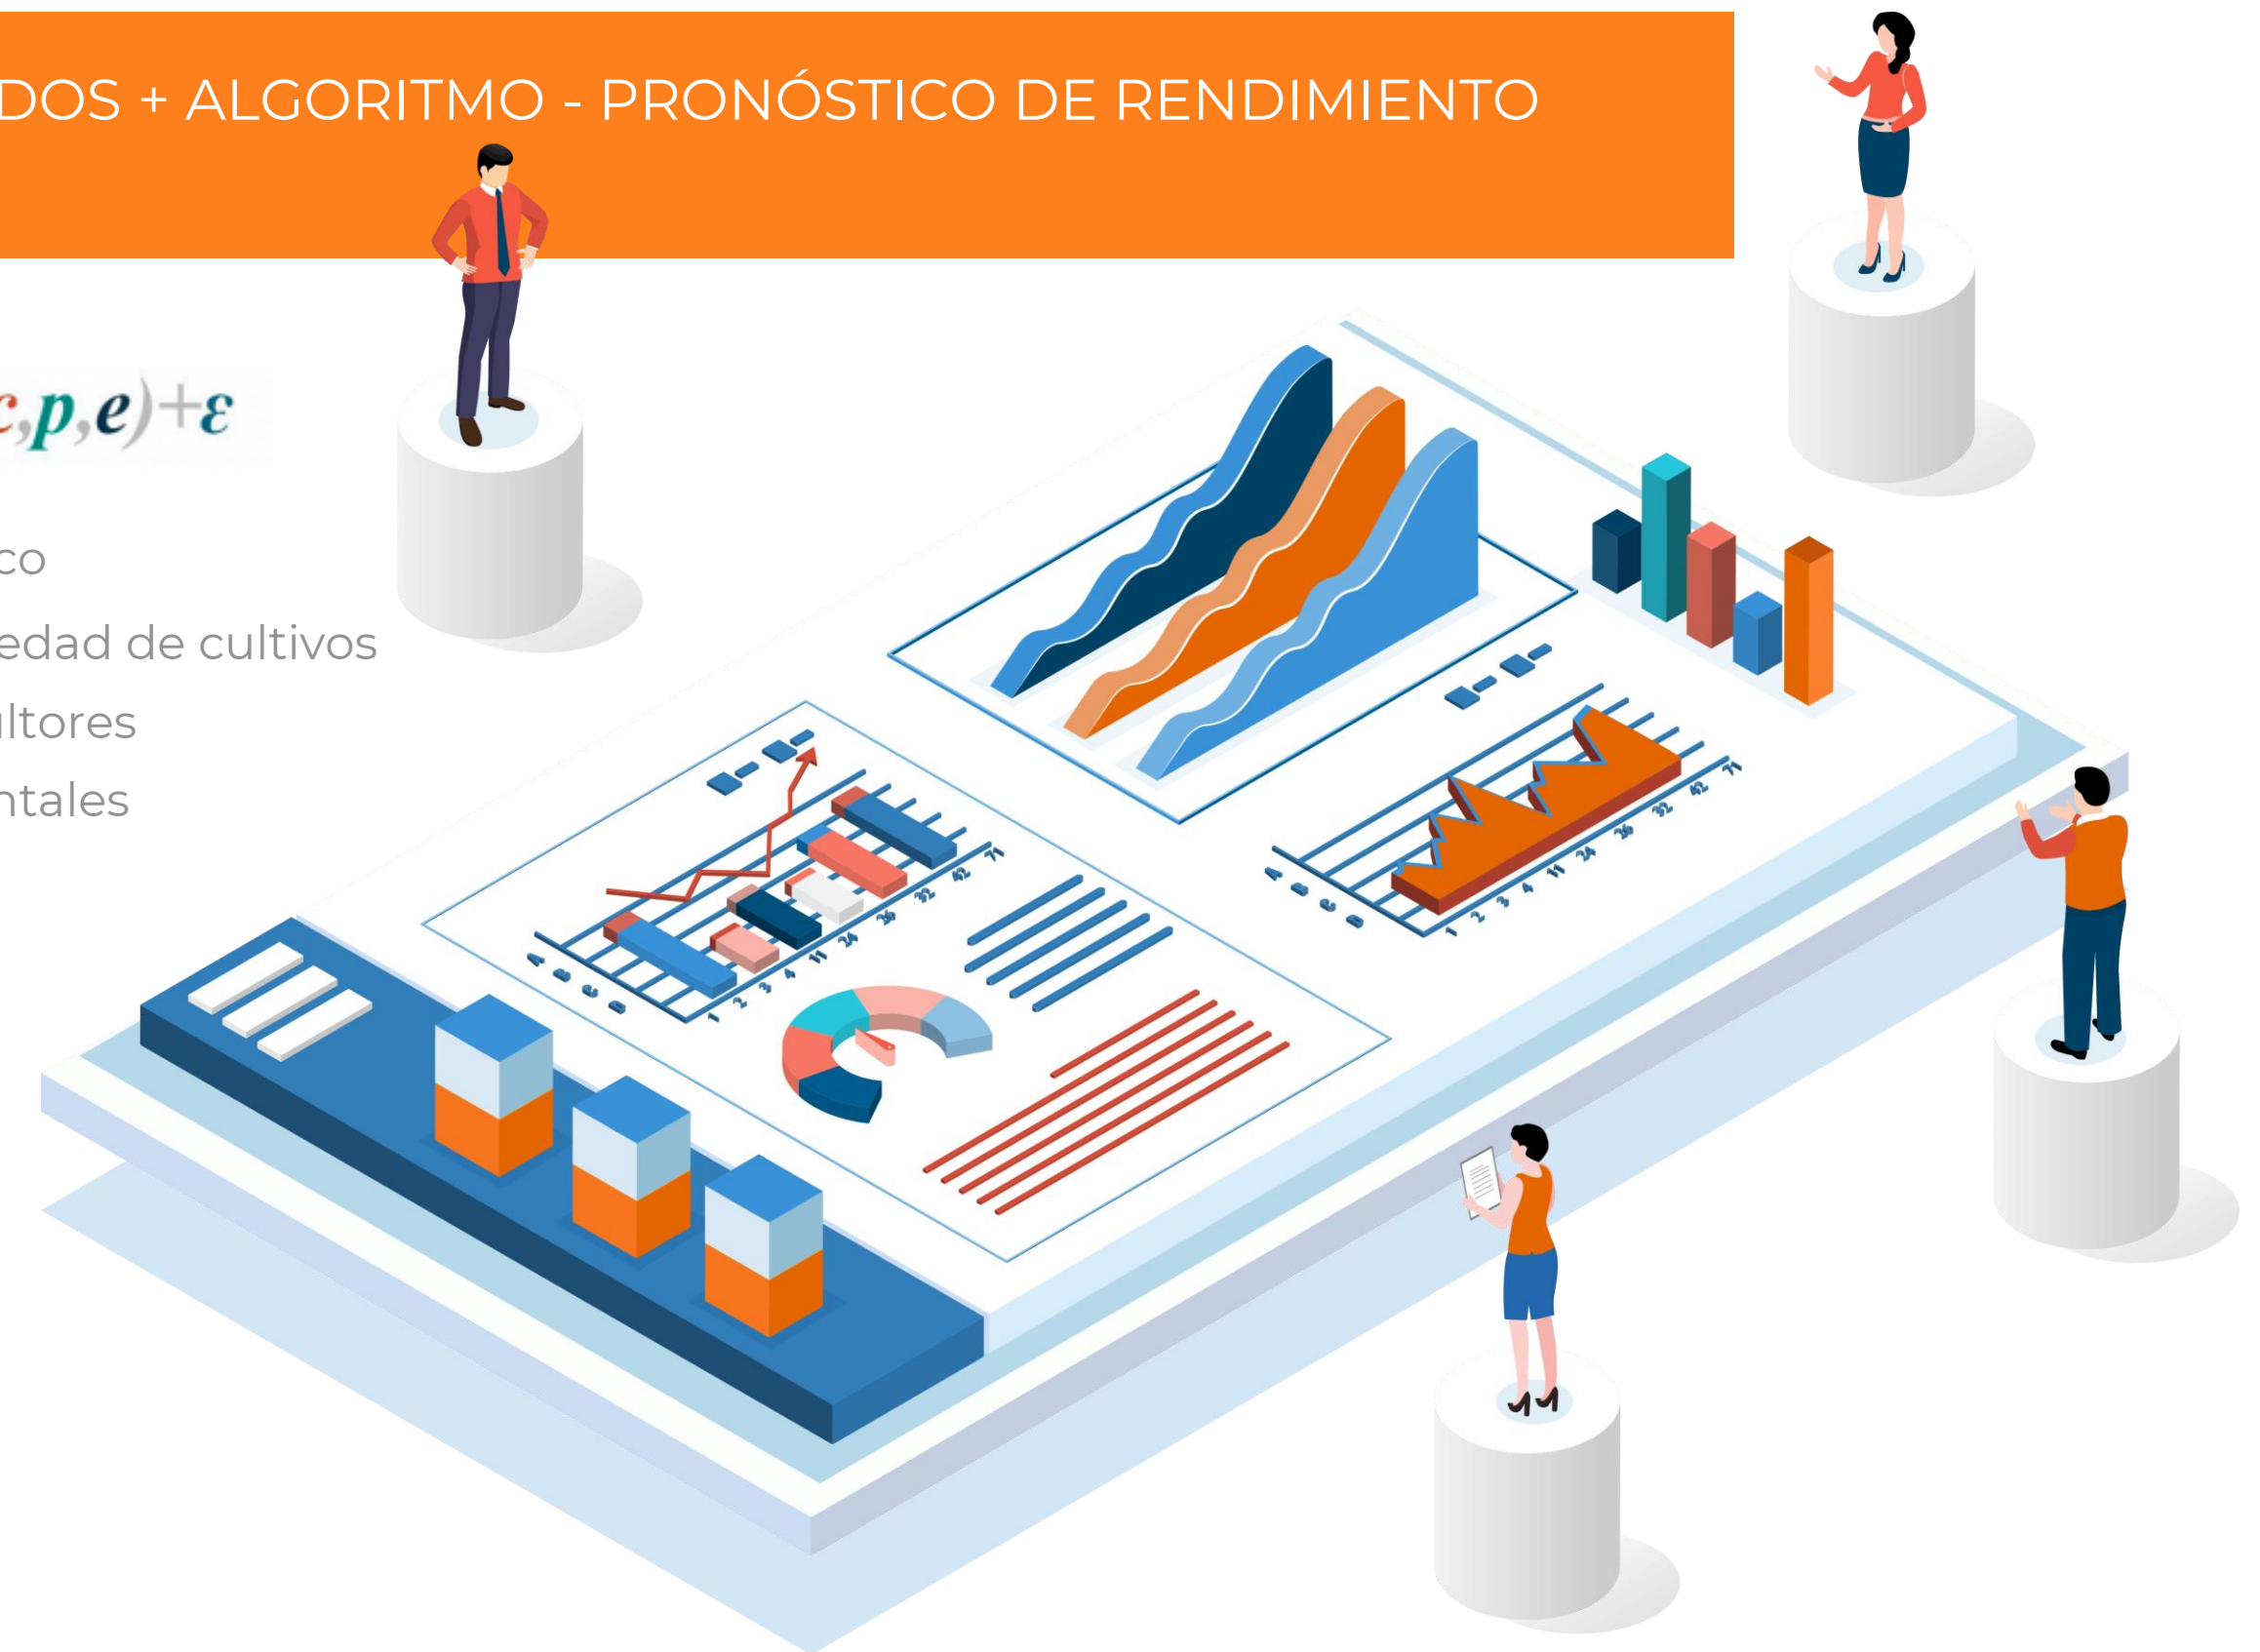 DOS + ALGORITMO - PRONÓSTICO DE RENDIMIENTO
,p,e)+ε
co
edad de cultivos
ltores
ntales